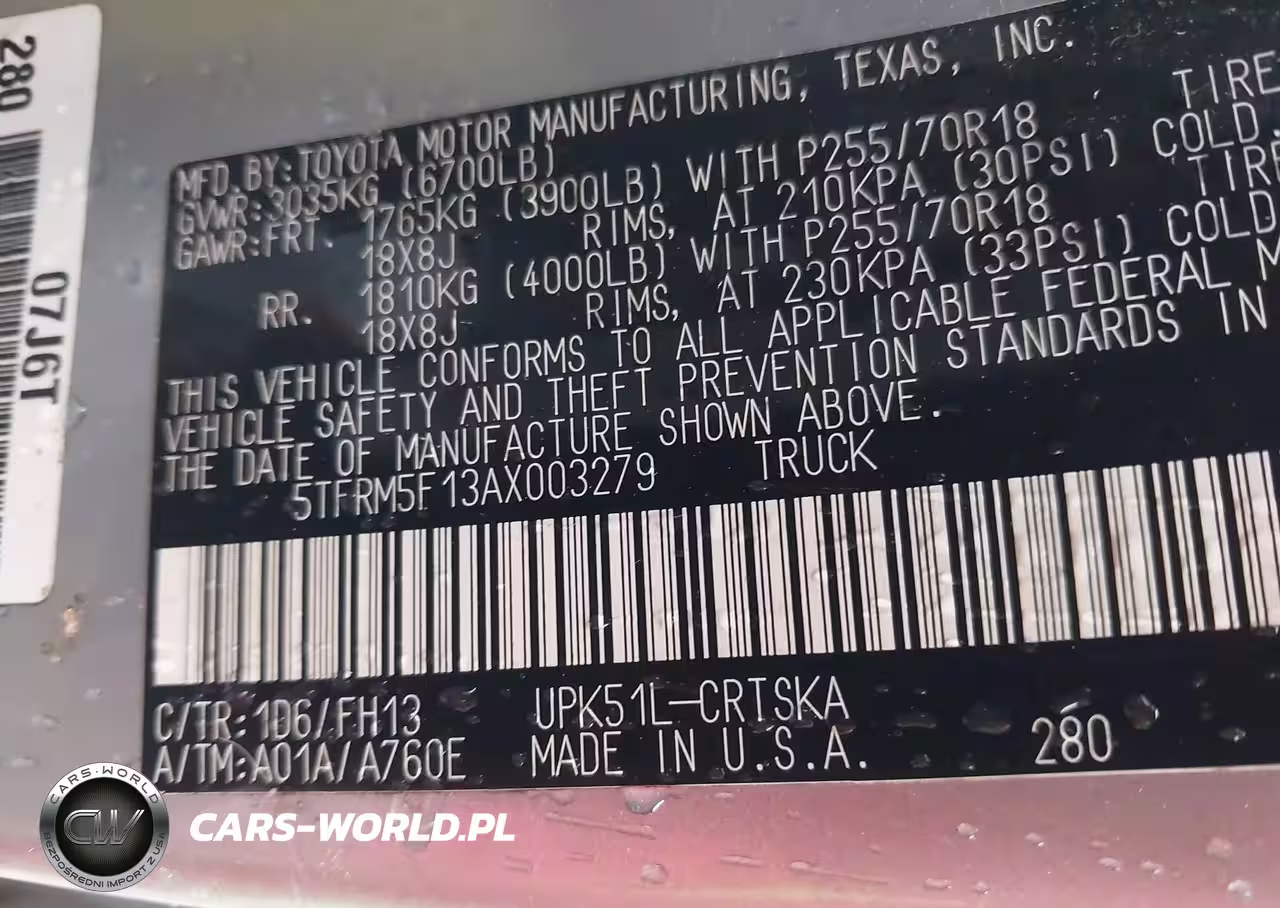 280
07J6T
MFD.BY:TOYOTA MOTOR MANUFACTURING, TEXAS, INC.
GVWR:3035KG (6700LB)
GAWR:FRT. 1765KG (3900LB) WITH P255/70R18 TIRE
18X8J RIMS, AT 210KPA (30PSI) COLD.
RR. 1810KG (4000LB) WITH P255/70R18 TIRE
18X8J RIMS, AT 230KPA (33PSI) COLD
THIS VEHICLE CONFORMS TO ALL APPLICABLE FEDERAL M
VEHICLE SAFETY AND THEFT PREVENTION STANDARDS IN
THE DATE OF MANUFACTURE SHOWN ABOVE.
5TFRM5F13AX003279 TRUCK
C/TR:1D6/FH13 UPK51L-CRTSKA
A/TM:A01A/A760E MADE IN U.S.A. 280
CARS-WORLD
CW
BEZPOŚREDNI IMPORT Z USA
CARS-WORLD.PL